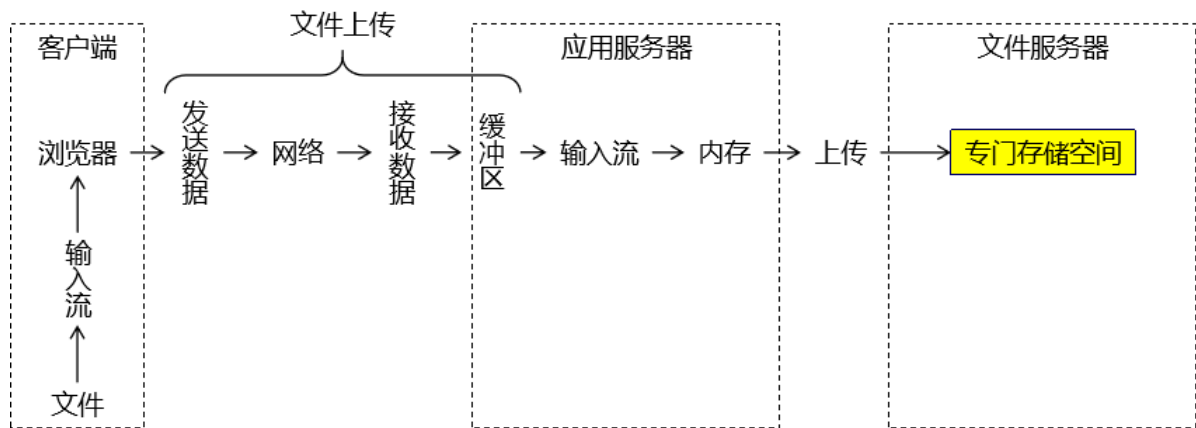 文件上传
客户端
应用服务器
文件服务器
浏览器
发送数据
网络
接收数据
缓冲区
输入流
内存
上传
专门存储空间
输入流
文件